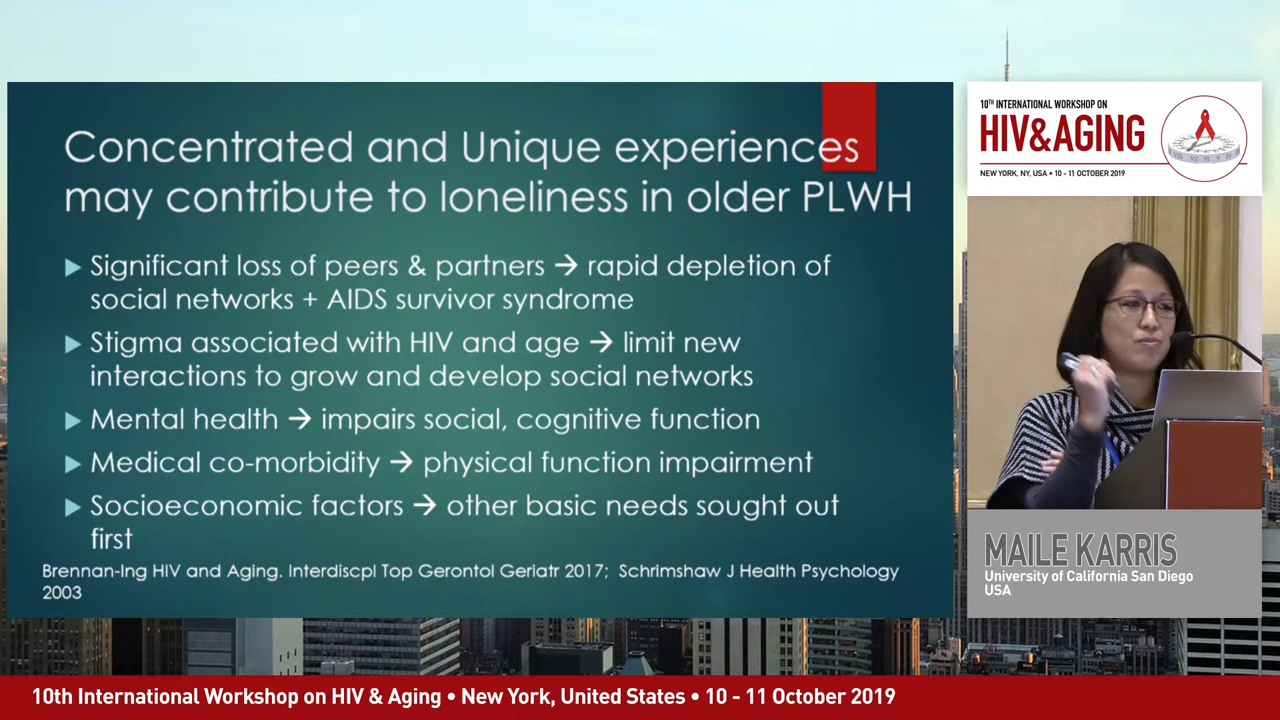 Concentrated and Unique experiences
may contribute to loneliness in older PLWH
Significant loss of peers & partners → rapid depletion of
social networks + AIDS survivor syndrome
Stigma associated with HIV and age → limit new
interactions to grow and develop social networks
Mental health → impairs social, cognitive function
Medical co-morbidity → physical function impairment
Socioeconomic factors → other basic needs sought out
first
Brennan-Ing HIV and Aging. Interdiscpl Top Gerontol Geriatr 2017; Schrimshaw J Health Psychology
2003
10TH INTERNATIONAL WORKSHOP ON
HIV&AGING
NEW YORK, NY, USA • 10 - 11 OCTOBER 2019
MAILE KARRIS
University of California San Diego
USA
10th International Workshop on HIV & Aging • New York, United States • 10 - 11 October 2019